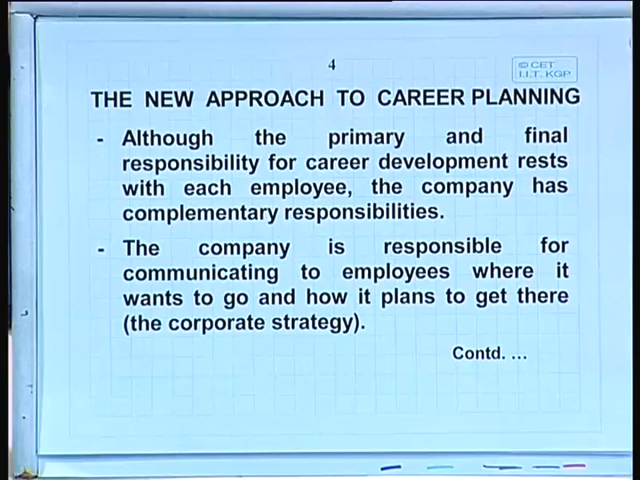 4
© CET
I.I.T. KGP
THE NEW APPROACH TO CAREER PLANNING
- Although the primary and final
responsibility for career development rests
with each employee, the company has
complementary responsibilities.
- The company is responsible for
communicating to employees where it
wants to go and how it plans to get there
(the corporate strategy).
Contd. ...